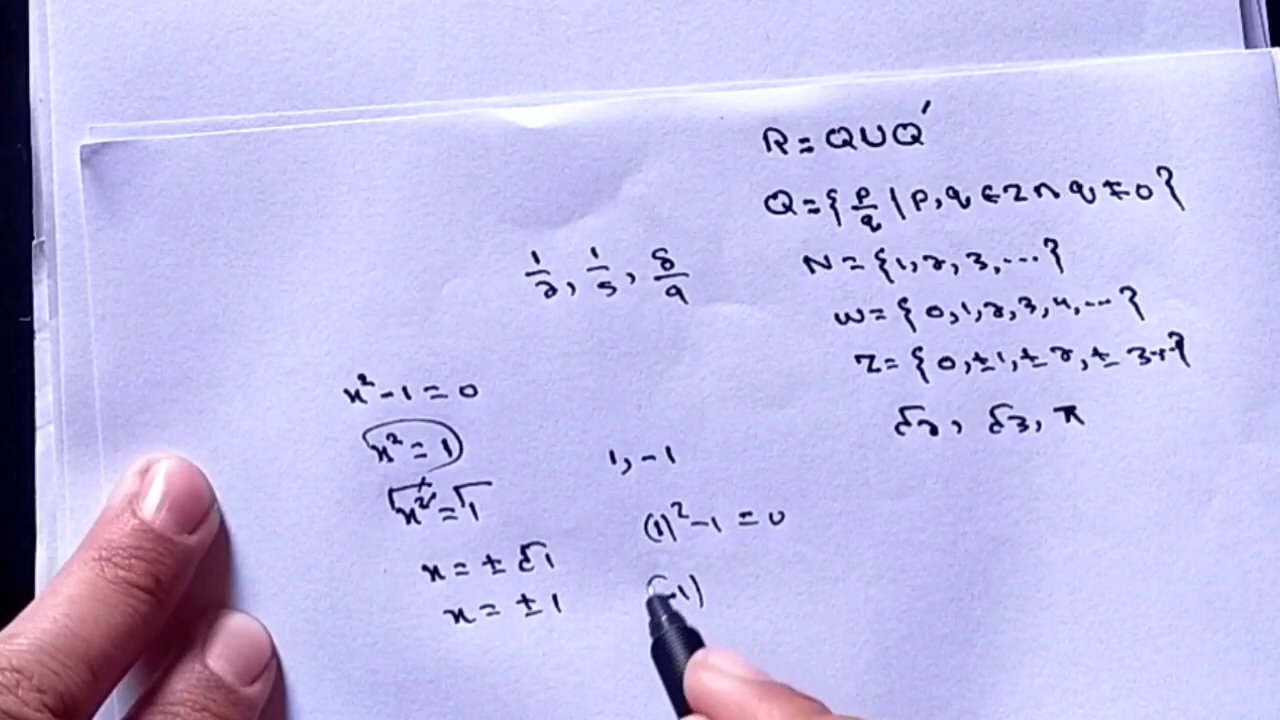 R = Q ∪ Q′
Q = { p/q | p, q ∈ Z ∧ q ≠ 0 }
N = { 1, 2, 3, ... }
W = { 0, 1, 2, 3, 4, ... }
Z = { 0, ±1, ±2, ± 3 ... }
√2, √3, π
1/2, 1/5, 8/9
x² - 1 = 0
x² = 1
√x² = √1
x = ± √1
x = ± 1
1, -1
(1)² - 1 = 0
(-1)